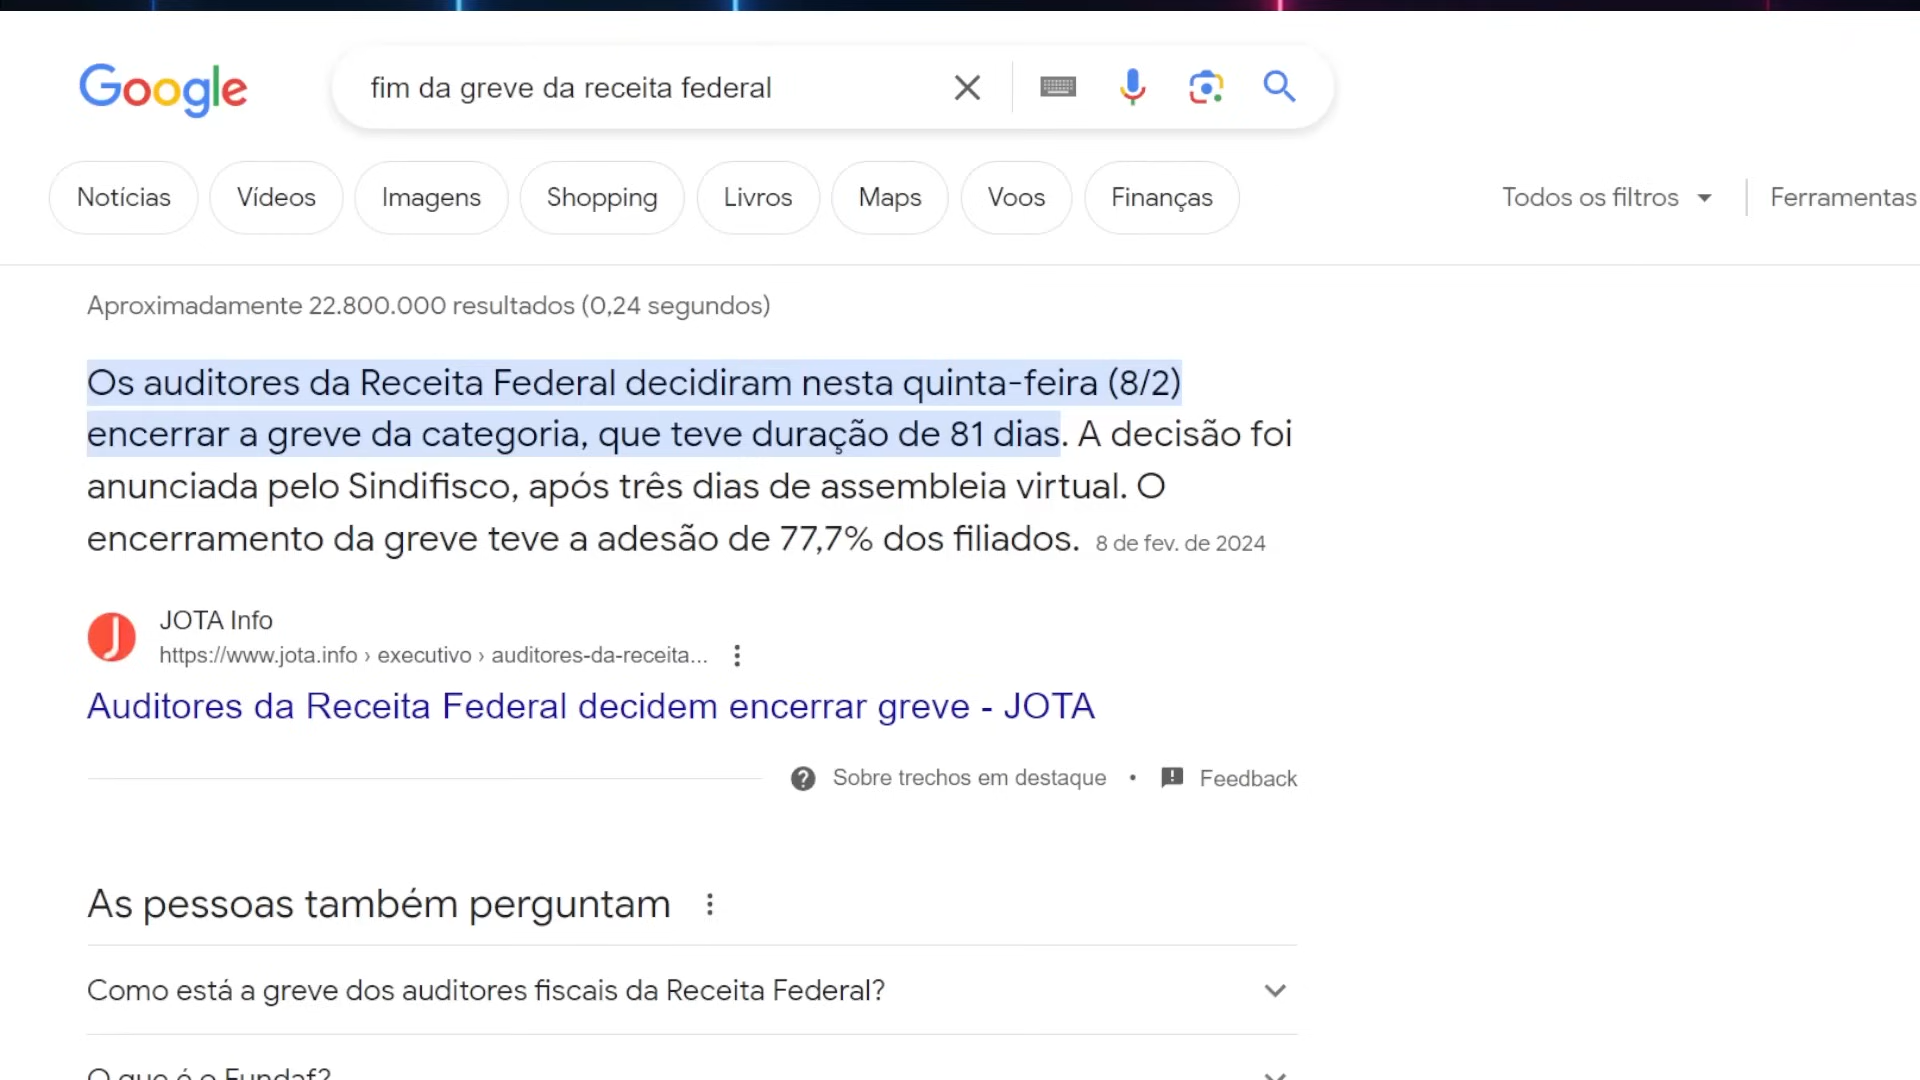 Google
fim da greve da receita federal
Notícias
Vídeos
Imagens
Shopping
Livros
Maps
Voos
Finanças
Todos os filtros
Ferramentas
Aproximadamente 22.800.000 resultados (0,24 segundos)
Os auditores da Receita Federal decidiram nesta quinta-feira (8/2)
encerrar a greve da categoria, que teve duração de 81 dias. A decisão foi
anunciada pelo Sindifisco, após três dias de assembleia virtual. O
encerramento da greve teve a adesão de 77,7% dos filiados. 8 de fev. de 2024
JOTA Info
https://www.jota.info › executivo › auditores-da-receita...
Auditores da Receita Federal decidem encerrar greve - JOTA
Sobre trechos em destaque • Feedback
As pessoas também perguntam
Como está a greve dos auditores fiscais da Receita Federal?
O que é o Fundaf?